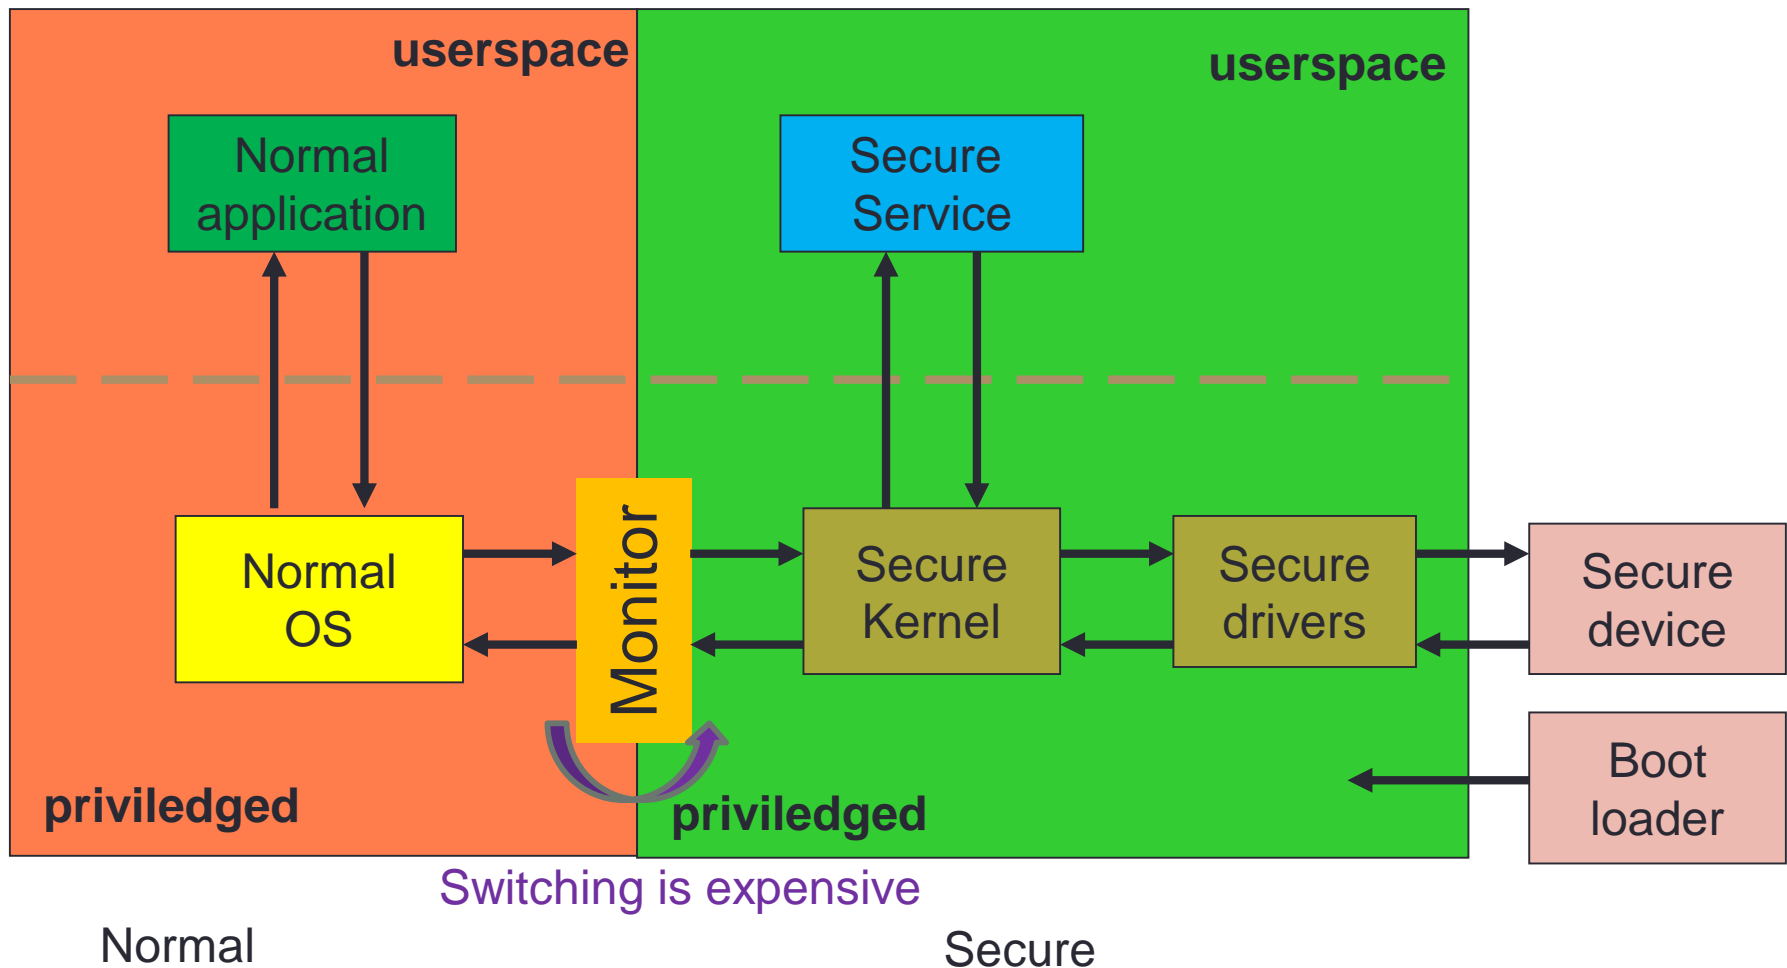 userspace
userspace
Normal
application
Secure
Service
Normal
OS
Monitor
Secure
Kernel
Secure
drivers
Secure
device
Boot
loader
priviledged
priviledged
Switching is expensive
Normal
Secure